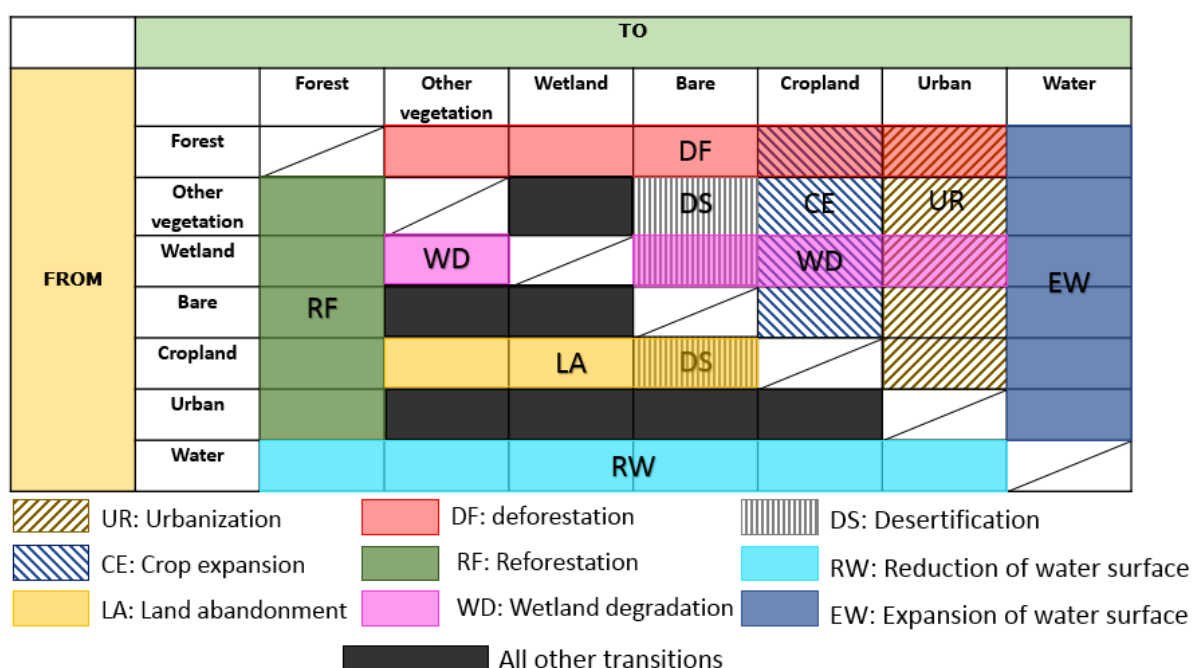 TO
Forest Other Wetland Bare Cropland Urban Water
vegetation
Forest DF
Other DS CE UR
vegetation
Wetland WD WD
FROM EW
Bare RF
Cropland LA DS
Urban
Water RW
UR: Urbanization DF: deforestation DS: Desertification
CE: Crop expansion RF: Reforestation RW: Reduction of water surface
LA: Land abandonment WD: Wetland degradation EW: Expansion of water surface
All other transitions